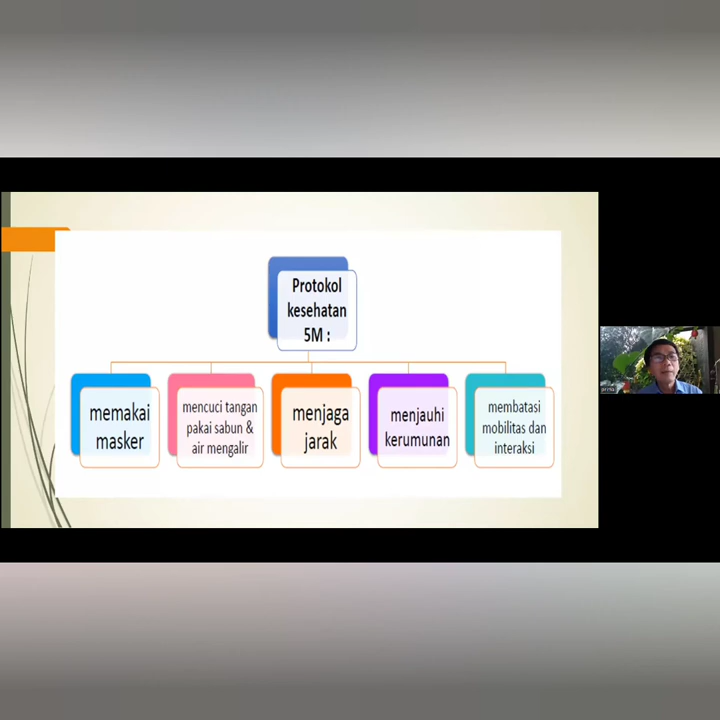 Protokol
kesehatan
5M :
memakai
masker
mencuci tangan
pakai sabun &
air mengalir
menjaga
jarak
menjauhi
kerumunan
membatasi
mobilitas dan
interaksi